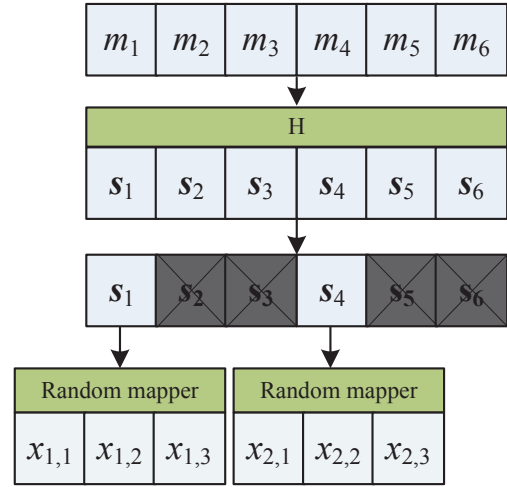 m₁ m₂ m₃ m₄ m₅ m₆
H
s₁ s₂ s₃ s₄ s₅ s₆
s₁ s₂ s₃ s₄ s₅ s₆
Random mapper Random mapper
x₁,₁ x₁,₂ x₁,₃ x₂,₁ x₂,₂ x₂,₃